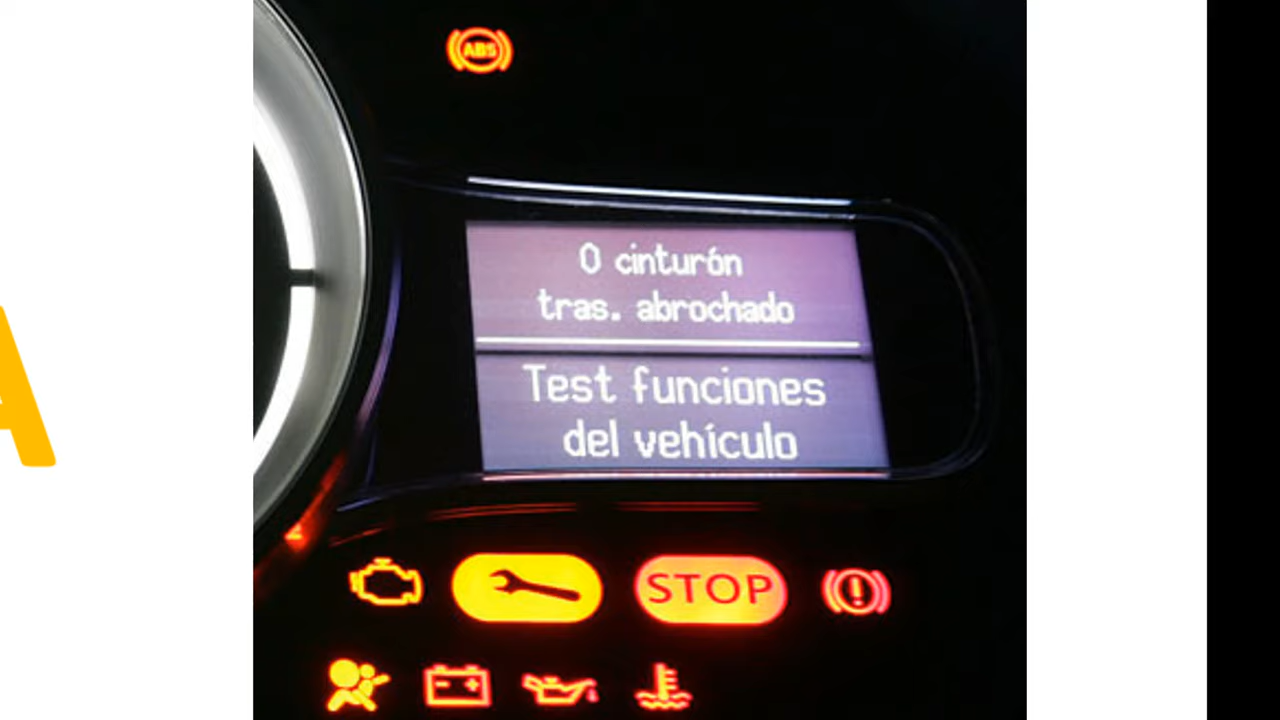 A
ABS
0 cinturón
tras. abrochado
Test funciones
del vehículo
STOP